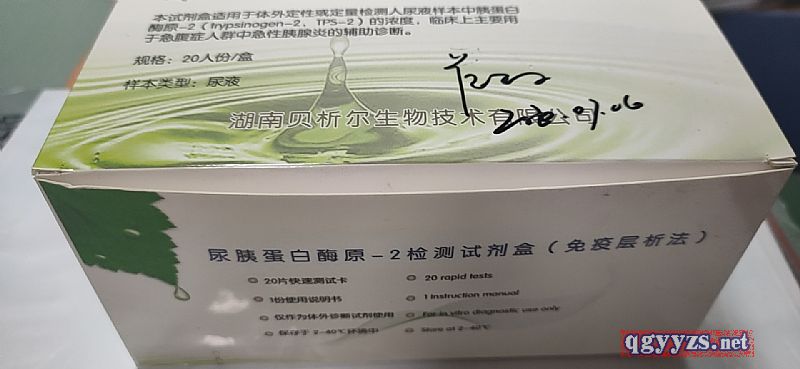 本试剂盒适用于体外定性或定量检测人尿液样本中胰蛋白
酶原-2（trypsinogen-2，TPS-2）的浓度，临床上主要用
于急腹症人群中急性胰腺炎的辅助诊断。
规格：20人份/盒
样本类型：尿液
湖南贝析尔生物技术有限公司
尿胰蛋白酶原-2检测试剂盒（免疫层析法）
20片快速测试卡
20 rapid tests
1份使用说明书
1 Instruction manual
仅作为体外诊断试剂使用
For in vitro diagnostic use only
保存于 2-40℃环境中
Store at 2-40℃
qgyyzs.net